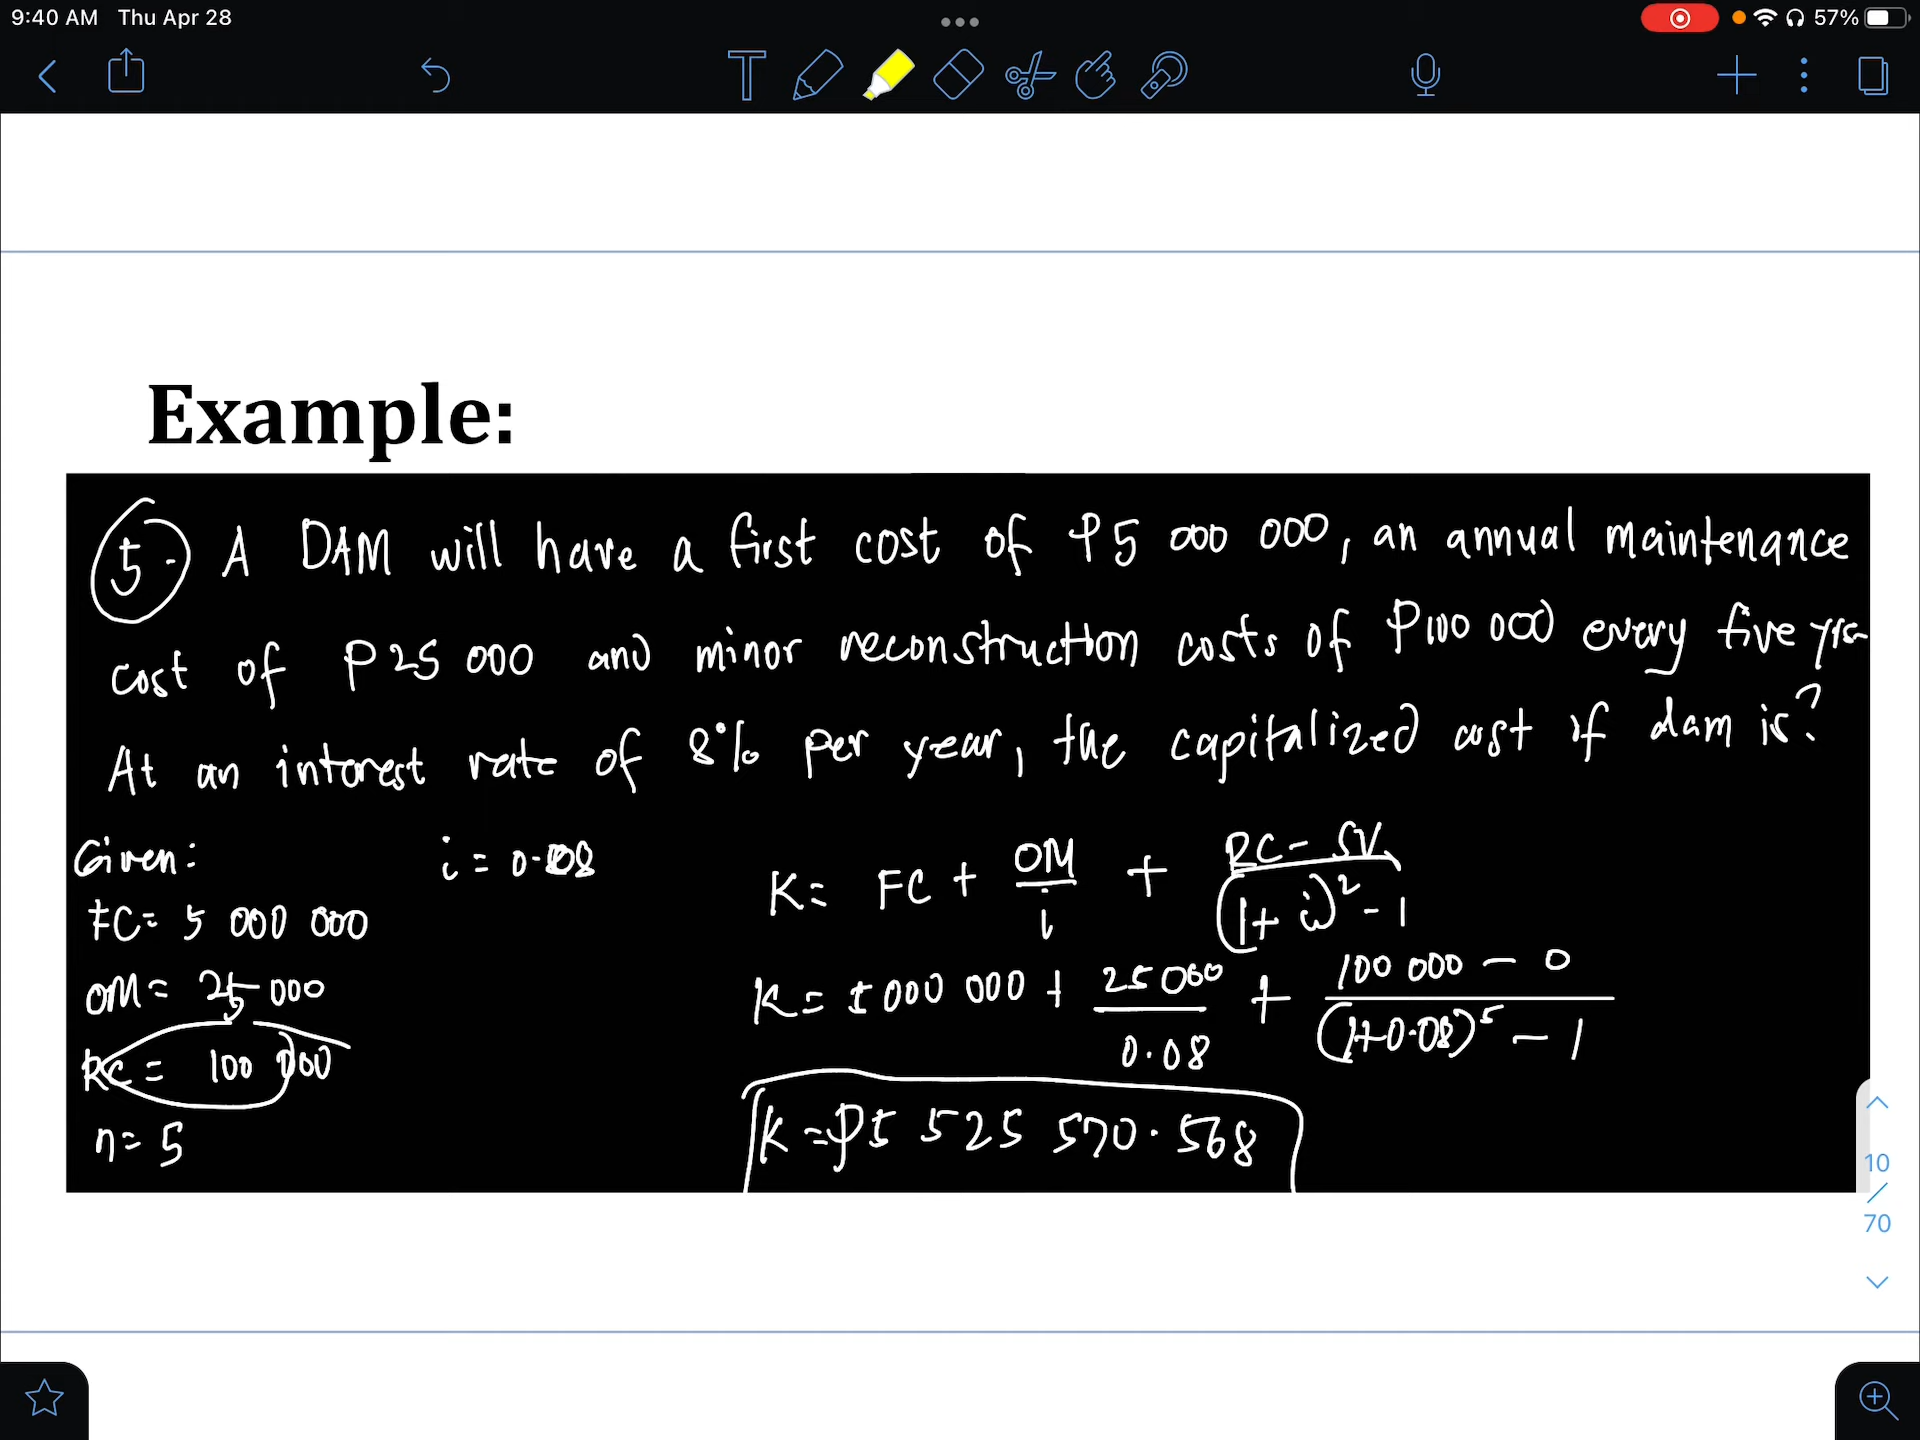 9:40 AM Thu Apr 28
57%
T
Example:
5. A DAM will have a first cost of ₱5 000 000, an annual maintenance
cost of ₱25 000 and minor reconstruction costs of ₱100 000 every five yrs
At an interest rate of 8% per year, the capitalized cost if dam is?
Given: i = 0.08
FC = 5 000 000
OM = 25 000
RC = 100 000
n = 5
K = FC + OM/i + RC - SV/(1 + i)² - 1
K = 5 000 000 + 25 000/0.08 + 100 000 - 0/(1+0.08)⁵ - 1
K = ₱5 525 570.568
10
/
70